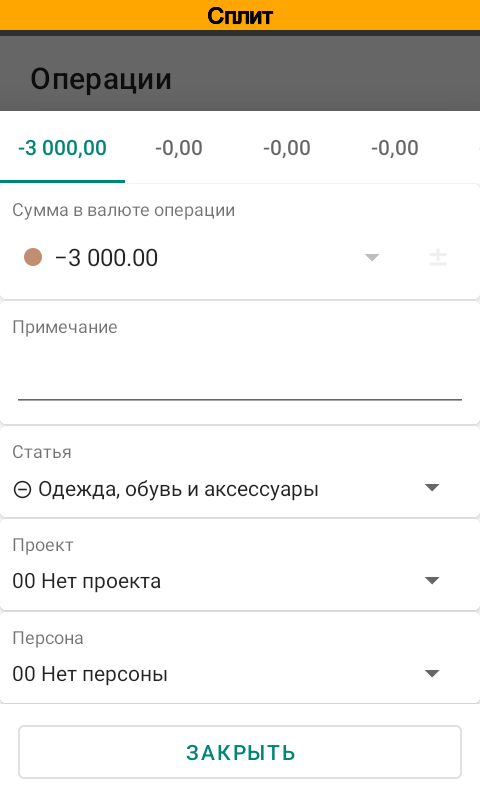 Сплит
Операции
-3 000,00 -0,00 -0,00 -0,00
Сумма в валюте операции
−3 000.00 ±
Примечание
Статья
Одежда, обувь и аксессуары
Проект
00 Нет проекта
Персона
00 Нет персоны
ЗАКРЫТЬ